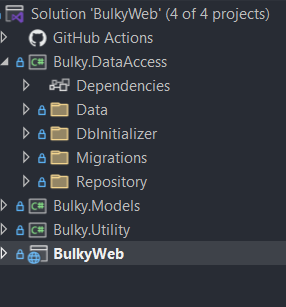 Solution 'BulkyWeb' (4 of 4 projects)
GitHub Actions
C# Bulky.DataAccess
Dependencies
Data
DbInitializer
Migrations
Repository
C# Bulky.Models
C# Bulky.Utility
BulkyWeb